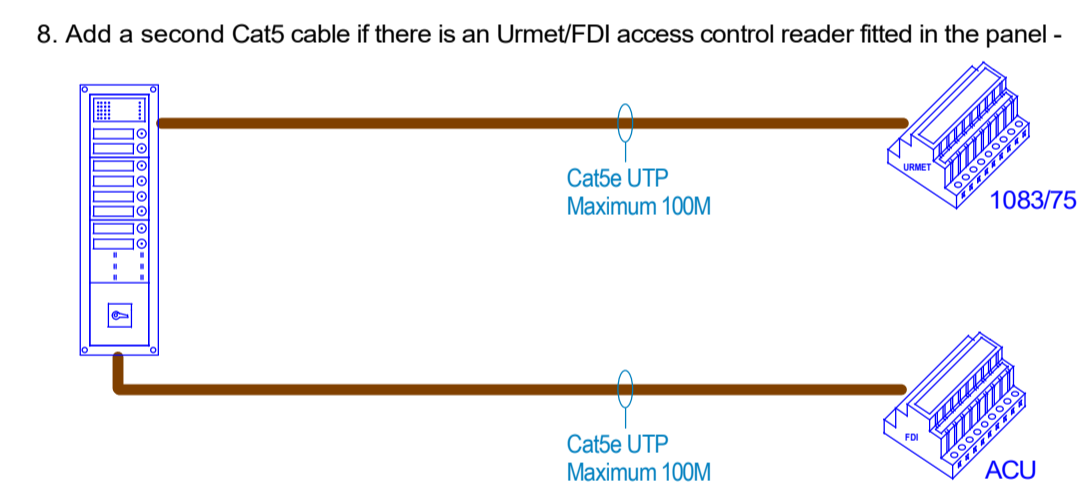 8. Add a second Cat5 cable if there is an Urmet/FDI access control reader fitted in the panel -
URMET
Cat5e UTP
Maximum 100M
1083/75
FDI
Cat5e UTP
Maximum 100M
ACU